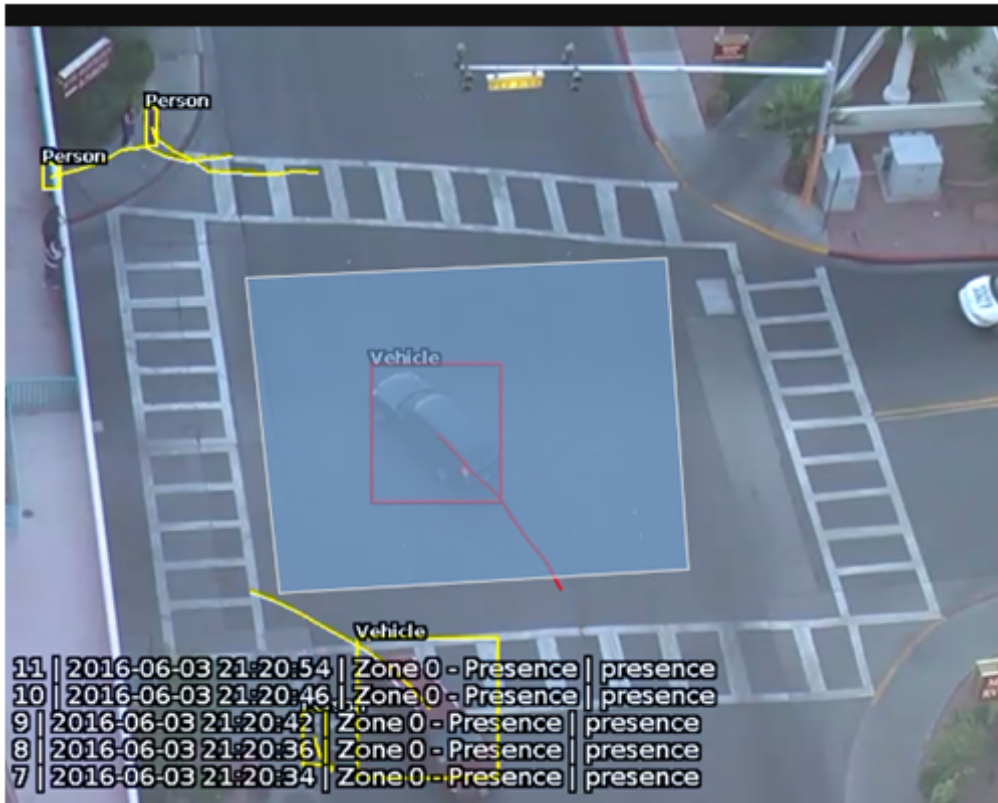 Person
Person
Vehicle
Vehicle
11 | 2016-06-03 21:20:54 | Zone 0 - Presence | presence
10 | 2016-06-03 21:20:46 | Zone 0 - Presence | presence
9 | 2016-06-03 21:20:42 | Zone 0 - Presence | presence
8 | 2016-06-03 21:20:36 | Zone 0 - Presence | presence
7 | 2016-06-03 21:20:34 | Zone 0 - Presence | presence